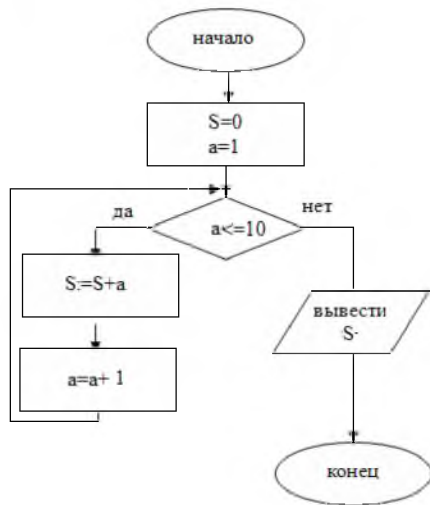 начало
S=0
a=1
да
a<=10
нет
S:=S+a
вывести
S
a=a+ 1
конец